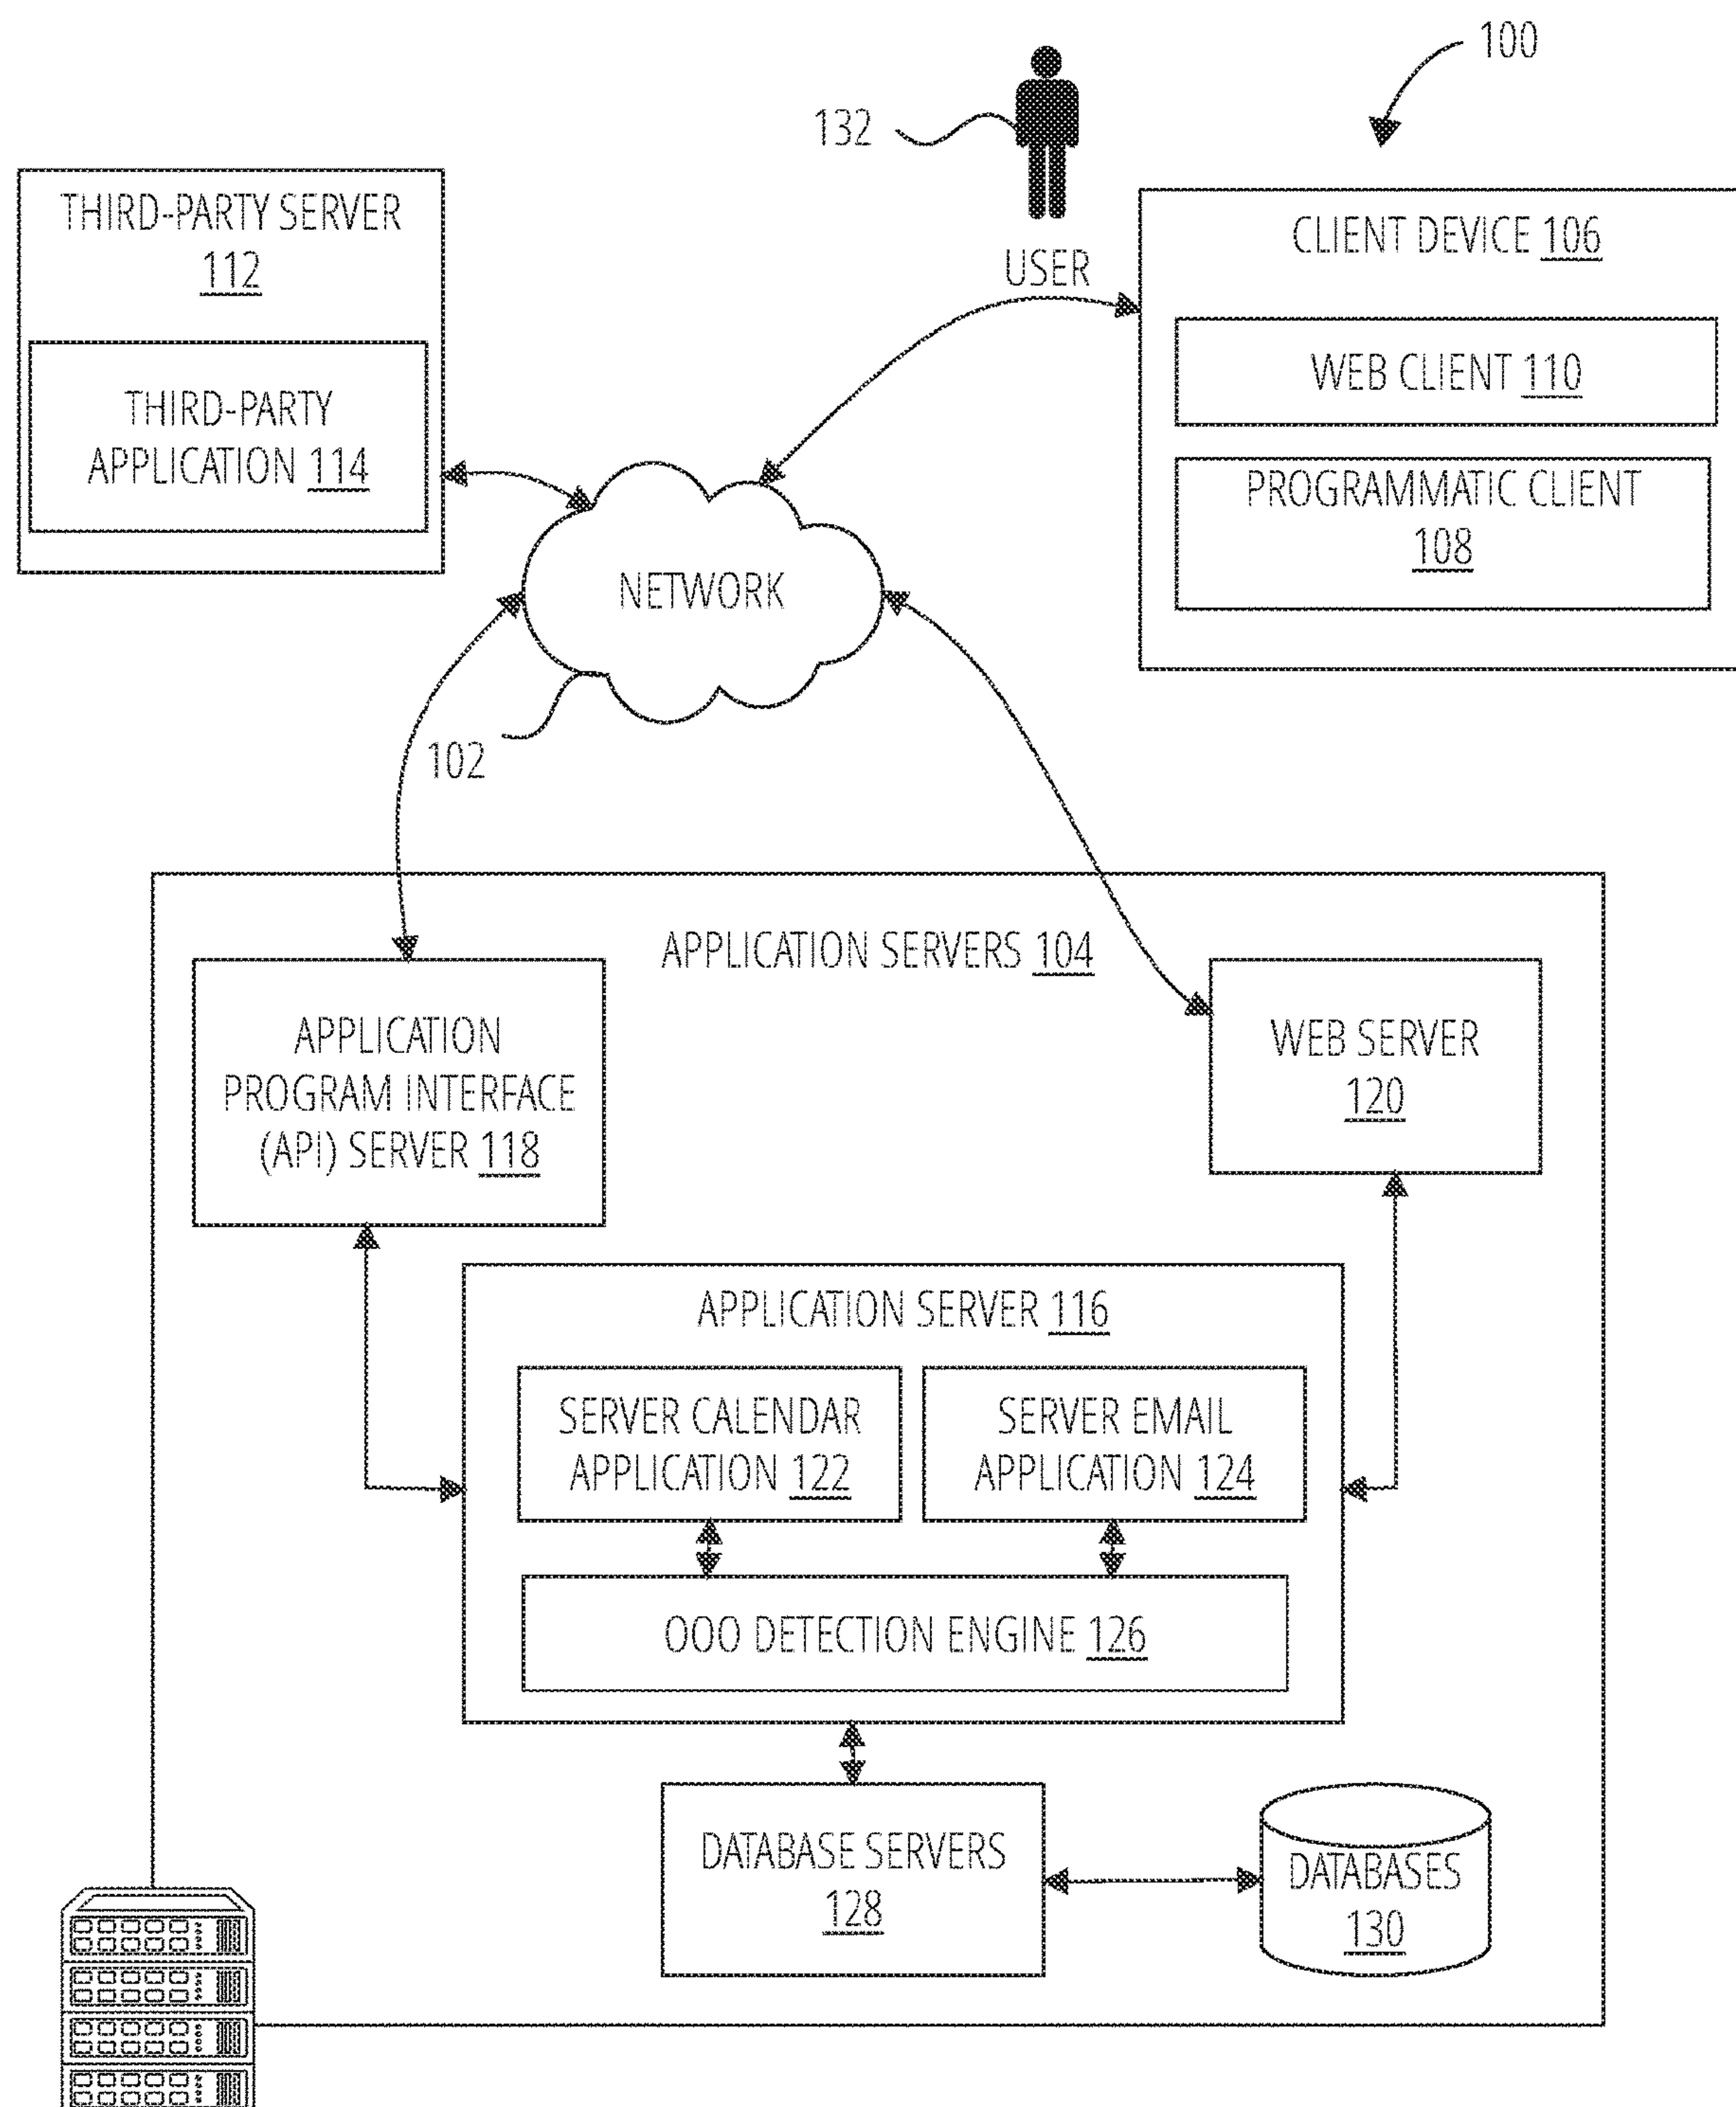 100
132
USER
THIRD-PARTY SERVER
112
THIRD-PARTY
APPLICATION 114
CLIENT DEVICE 106
WEB CLIENT 110
PROGRAMMATIC CLIENT
108
NETWORK
102
APPLICATION SERVERS 104
APPLICATION
PROGRAM INTERFACE
(API) SERVER 118
WEB SERVER
120
APPLICATION SERVER 116
SERVER CALENDAR
APPLICATION 122
SERVER EMAIL
APPLICATION 124
OOO DETECTION ENGINE 126
DATABASE SERVERS
128
DATABASES
130